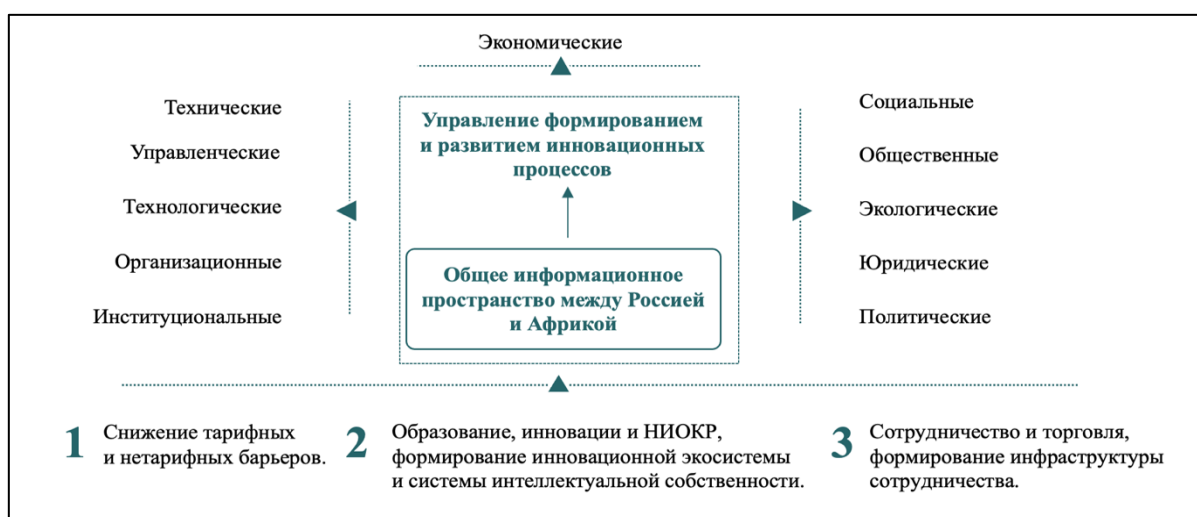 Экономические
Технические
Управленческие
Технологические
Организационные
Институциональные
Управление формированием
и развитием инновационных
процессов
Общее информационное
пространство между Россией
и Африкой
Социальные
Общественные
Экологические
Юридические
Политические
1 Снижение тарифных
и нетарифных барьеров.
2 Образование, инновации и НИОКР,
формирование инновационной экосистемы
и системы интеллектуальной собственности.
3 Сотрудничество и торговля,
формирование инфраструктуры
сотрудничества.